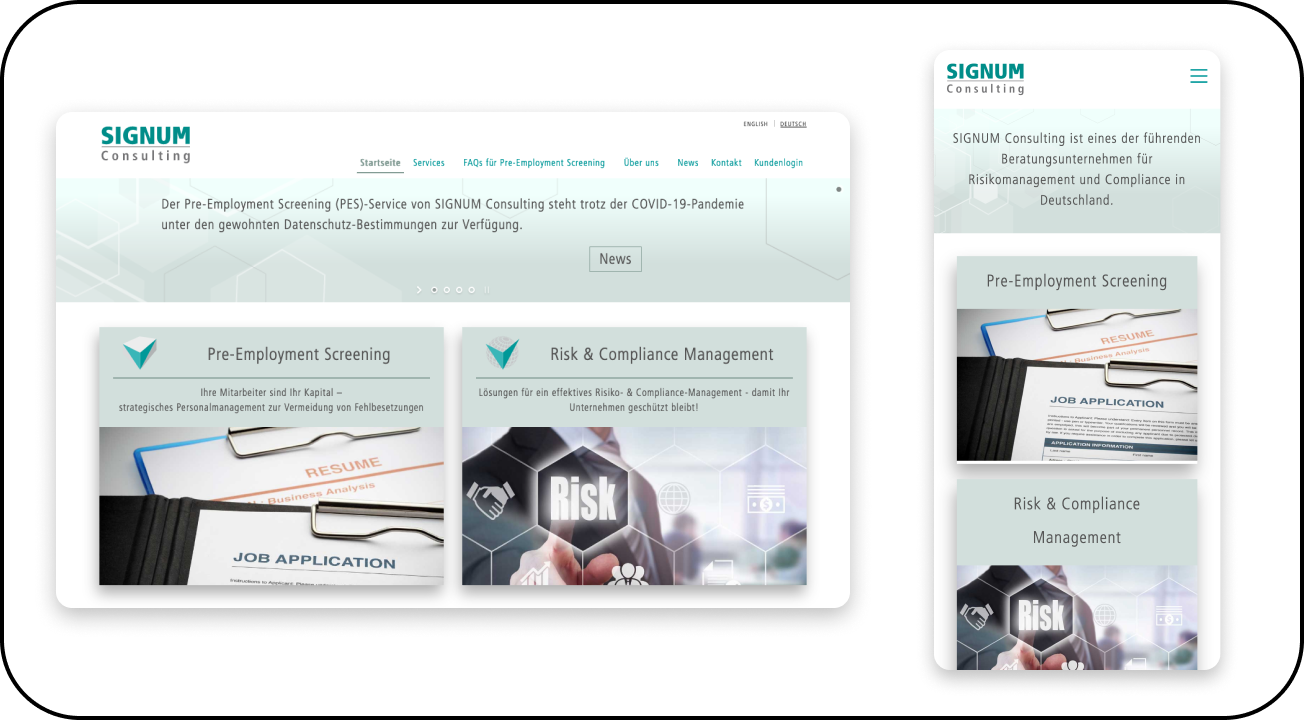 SIGNUM
Consulting
ENGLISH | DEUTSCH
Startseite Services FAQs für Pre-Employment Screening Über uns News Kontakt Kundenlogin
Der Pre-Employment Screening (PES)-Service von SIGNUM Consulting steht trotz der COVID-19-Pandemie
unter den gewohnten Datenschutz-Bestimmungen zur Verfügung.
News
Pre-Employment Screening
Ihre Mitarbeiter sind Ihr Kapital –
strategisches Personalmanagement zur Vermeidung von Fehlbesetzungen
RESUME
Business Analysis
JOB APPLICATION
Risk & Compliance Management
Lösungen für ein effektives Risiko- & Compliance-Management - damit Ihr
Unternehmen geschützt bleibt!
Risk
SIGNUM
Consulting
SIGNUM Consulting ist eines der führenden
Beratungsunternehmen für
Risikomanagement und Compliance in
Deutschland.
Pre-Employment Screening
RESUME
Business Analysis
JOB APPLICATION
APPLICATION INFORMATION
Risk & Compliance
Management
Risk